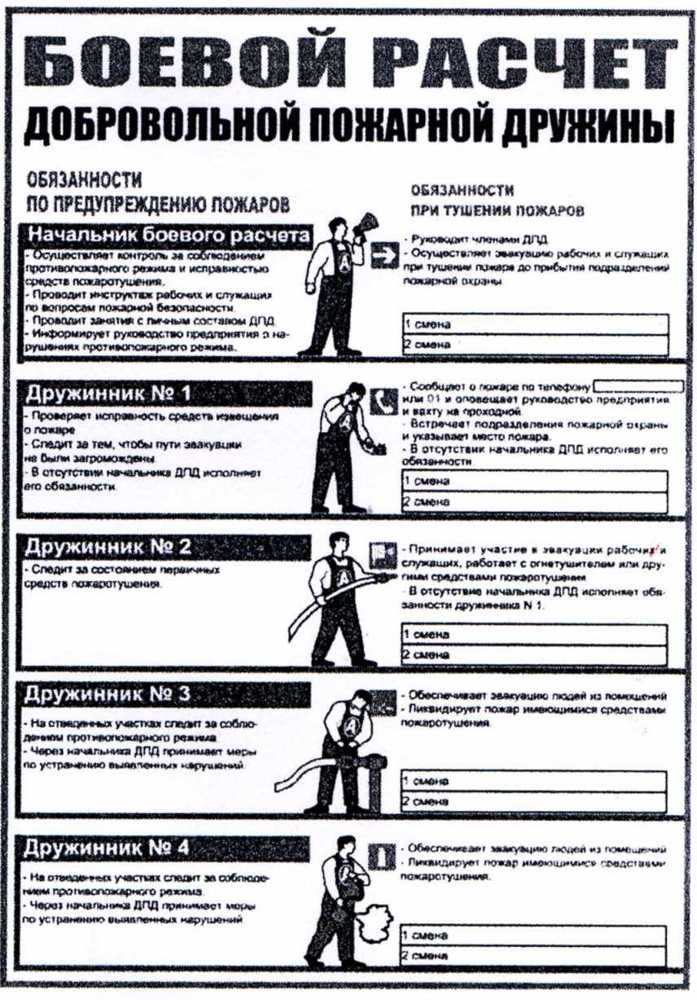 БОЕВОЙ РАСЧЕТ
ДОБРОВОЛЬНОЙ ПОЖАРНОЙ ДРУЖИНЫ
ОБЯЗАННОСТИ
ПО ПРЕДУПРЕЖДЕНИЮ ПОЖАРОВ
ОБЯЗАННОСТИ
ПРИ ТУШЕНИИ ПОЖАРОВ
Начальник боевого расчета
- Осуществляет контроль за соблюдением
противопожарного режима и исправностью
средств пожаротушения.
- Проводит инструктаж рабочих и служащих
по вопросам пожарной безопасности.
- Проводит занятия с личным составом ДПД
- Информирует руководство предприятия о на-
рушениях противопожарного режима.
- Руководит членами ДПД
- Осуществляет эвакуацию рабочих и служащих
при тушении пожара до прибытия подразделений
пожарной охраны
1 смена
2 смена
Дружинник № 1
- Проверяет исправность средств извещения
о пожаре
- Следит за тем, чтобы пути эвакуации
не были загромождены.
- В отсутствии начальника ДПД исполняет
его обязанности.
- Сообщает о пожаре по телефону
или 01 и оповещает руководство предприятия
и вахту на проходной.
- Встречает подразделения пожарной охраны
и указывает место пожара.
- В отсутствии начальника ДПД исполняет его
обязанности
1 смена
2 смена
Дружинник № 2
- Следит за состоянием первичных
средств пожаротушения.
- Принимает участие в эвакуации рабочих и
служащих, работает с огнетушителем или дру-
гими средствами пожаротушения.
- В отсутствие начальника ДПД исполняет обя-
занности дружинника N 1.
1 смена
2 смена
Дружинник № 3
- На отведенных участках следит за соблю-
дением противопожарного режима
- Через начальника ДПД принимает меры
по устранению выявленных нарушений.
- Обеспечивает эвакуацию людей из помещений
- Ликвидирует пожар имеющимися средствами
пожаротушения.
1 смена
2 смена
Дружинник № 4
- На отведенных участках следит за соблюде-
нием противопожарного режима.
- Через начальника ДПД принимает меры
по устранению выявленных нарушений.
- Обеспечивает эвакуацию людей из помещений
- Ликвидирует пожар имеющимися средствами
пожаротушения.
1 смена
2 смена